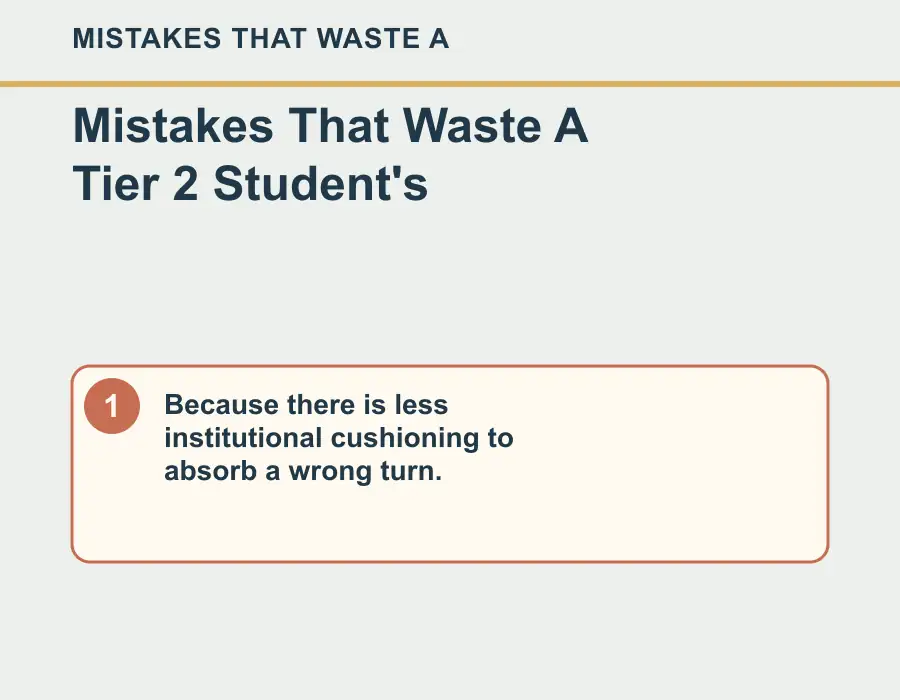 MISTAKES THAT WASTE A
Mistakes That Waste A
Tier 2 Student's
1
Because there is less
institutional cushioning to
absorb a wrong turn.